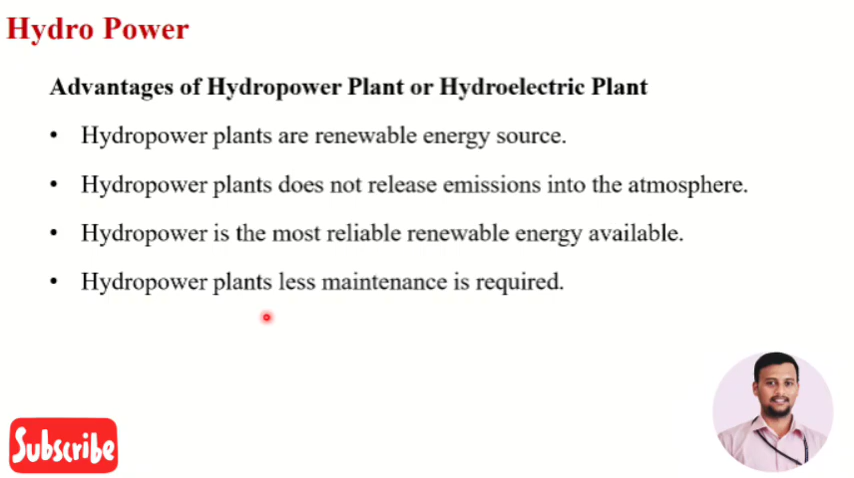 Hydro Power
Advantages of Hydropower Plant or Hydroelectric Plant
• Hydropower plants are renewable energy source.
• Hydropower plants does not release emissions into the atmosphere.
• Hydropower is the most reliable renewable energy available.
• Hydropower plants less maintenance is required.
Subscribe